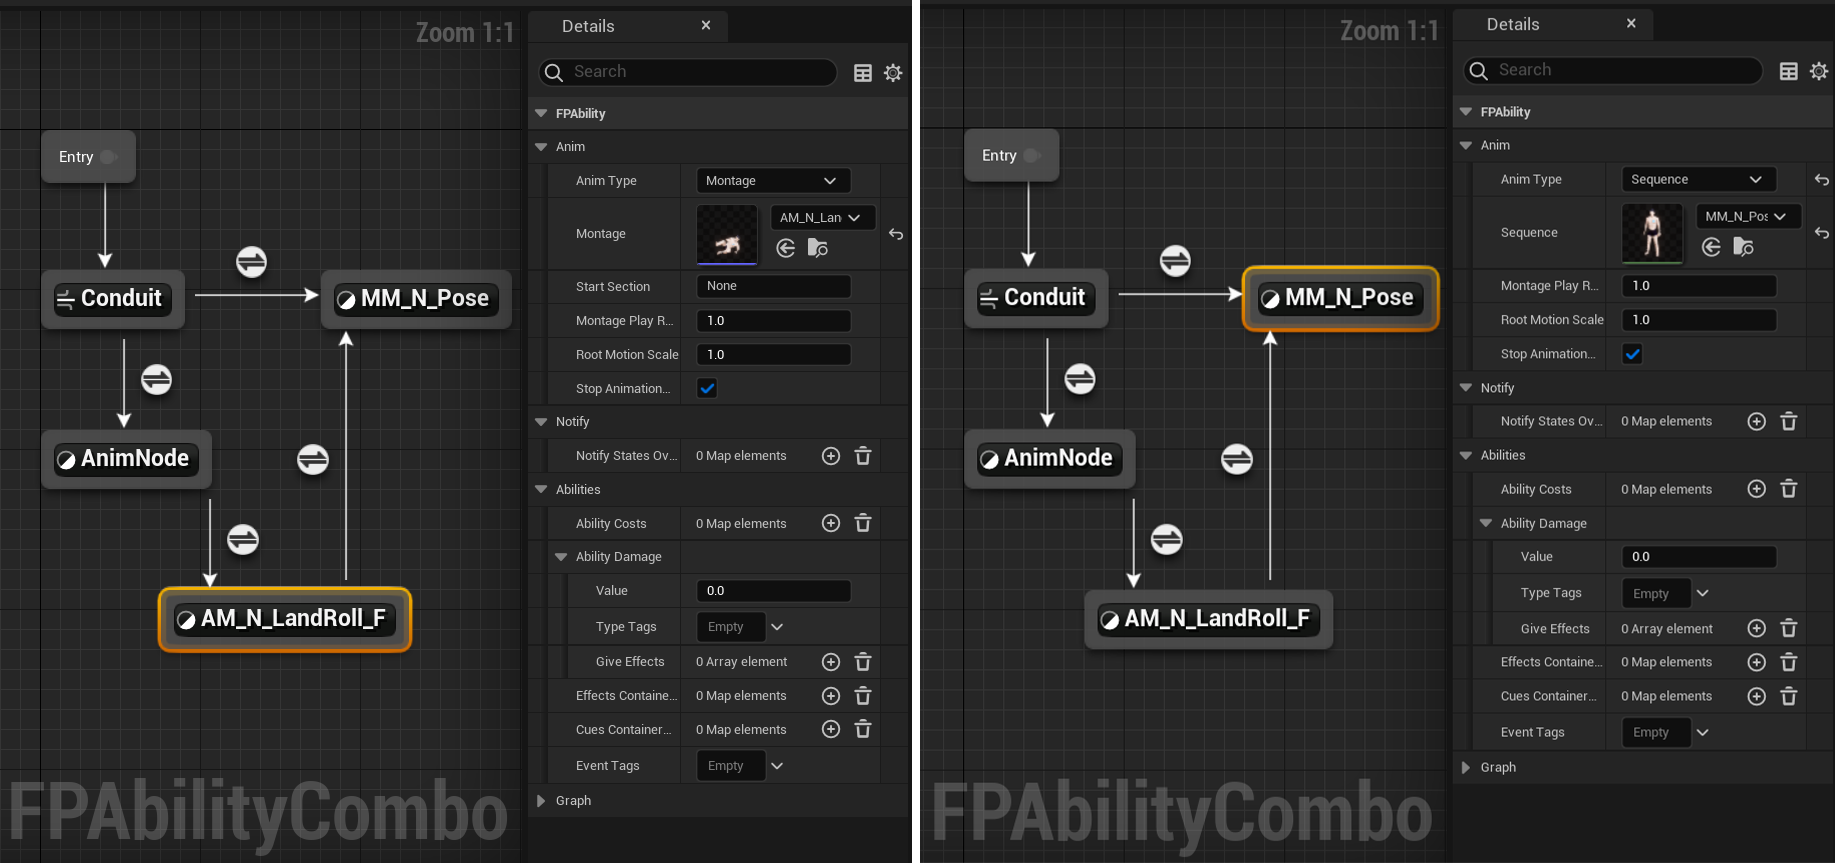 Zoom 1:1
Entry
Conduit
MM_N_Pose
AnimNode
AM_N_LandRoll_F
FPAbilityCombo
Details
Search
FPAbility
Anim
Anim Type Montage
Montage AM_N_Lan
Start Section None
Montage Play R... 1.0
Root Motion Scale 1.0
Stop Animation...
Notify
Notify States Ov... 0 Map elements
Abilities
Ability Costs 0 Map elements
Ability Damage
Value 0.0
Type Tags Empty
Give Effects 0 Array element
Effects Containe... 0 Map elements
Cues Container... 0 Map elements
Event Tags Empty
Graph
Zoom 1:1
Entry
Conduit
MM_N_Pose
AnimNode
AM_N_LandRoll_F
FPAbilityCombo
Details
Search
FPAbility
Anim
Anim Type Sequence
Sequence MM_N_Pos
Montage Play R... 1.0
Root Motion Scale 1.0
Stop Animation...
Notify
Notify States Ov... 0 Map elements
Abilities
Ability Costs 0 Map elements
Ability Damage
Value 0.0
Type Tags Empty
Give Effects 0 Array element
Effects Containe... 0 Map elements
Cues Container... 0 Map elements
Event Tags Empty
Graph